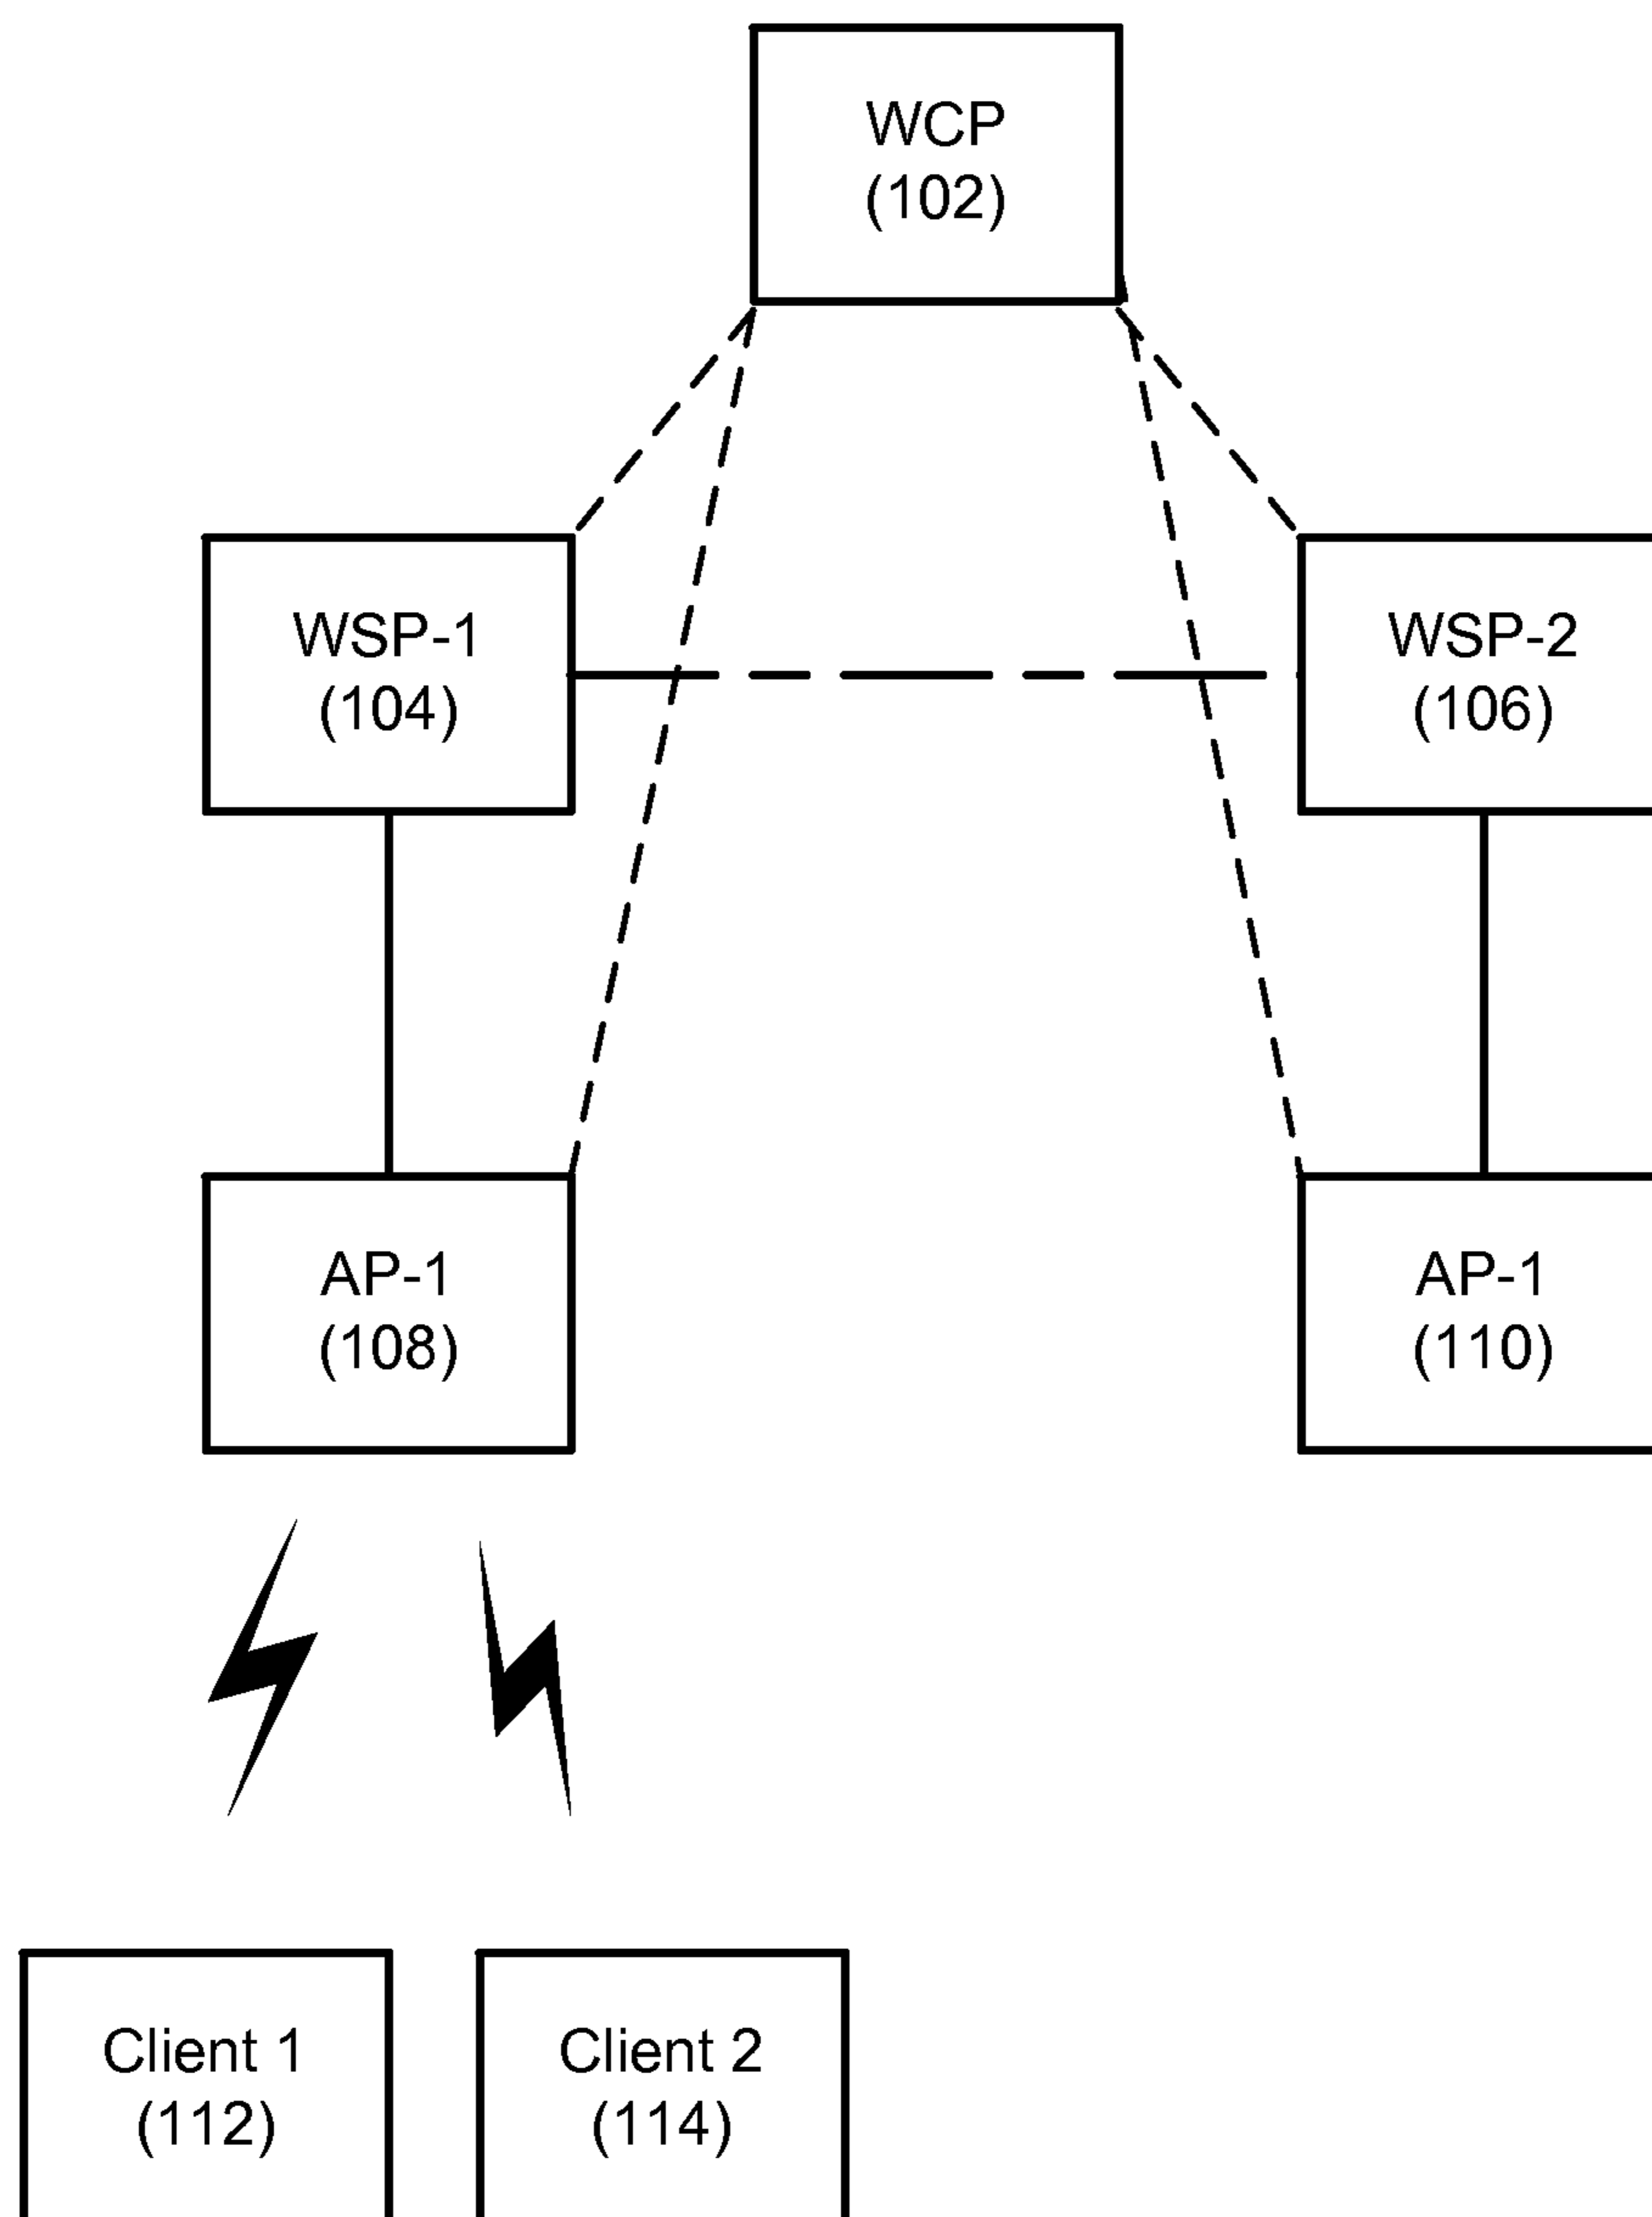 WCP
(102)
WSP-1
(104)
WSP-2
(106)
AP-1
(108)
AP-1
(110)
Client 1
(112)
Client 2
(114)